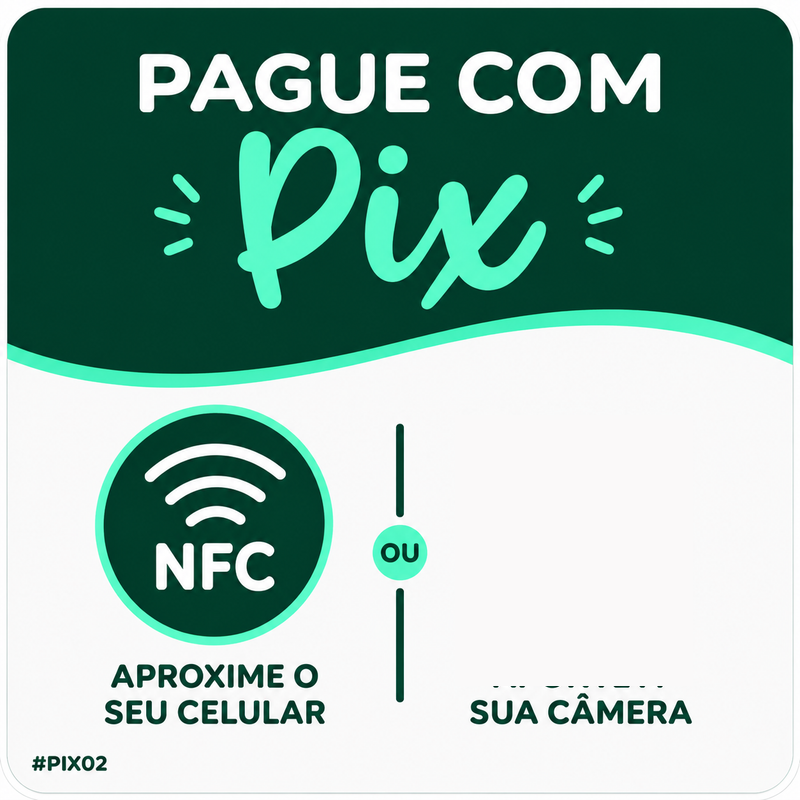 PAGUE COM
Pix
NFC
OU
APROXIME O
SEU CELULAR
SUA CÂMERA
#PIX02